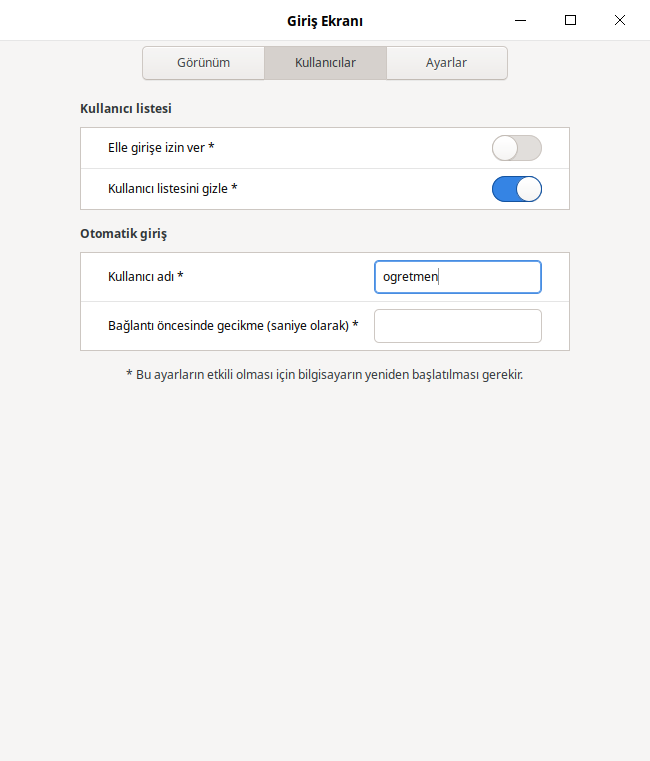 Giriş Ekranı
Görünüm Kullanıcılar Ayarlar
Kullanıcı listesi
Elle girişe izin ver *
Kullanıcı listesini gizle *
Otomatik giriş
Kullanıcı adı * ogretmen
Bağlantı öncesinde gecikme (saniye olarak) *
* Bu ayarların etkili olması için bilgisayarın yeniden başlatılması gerekir.